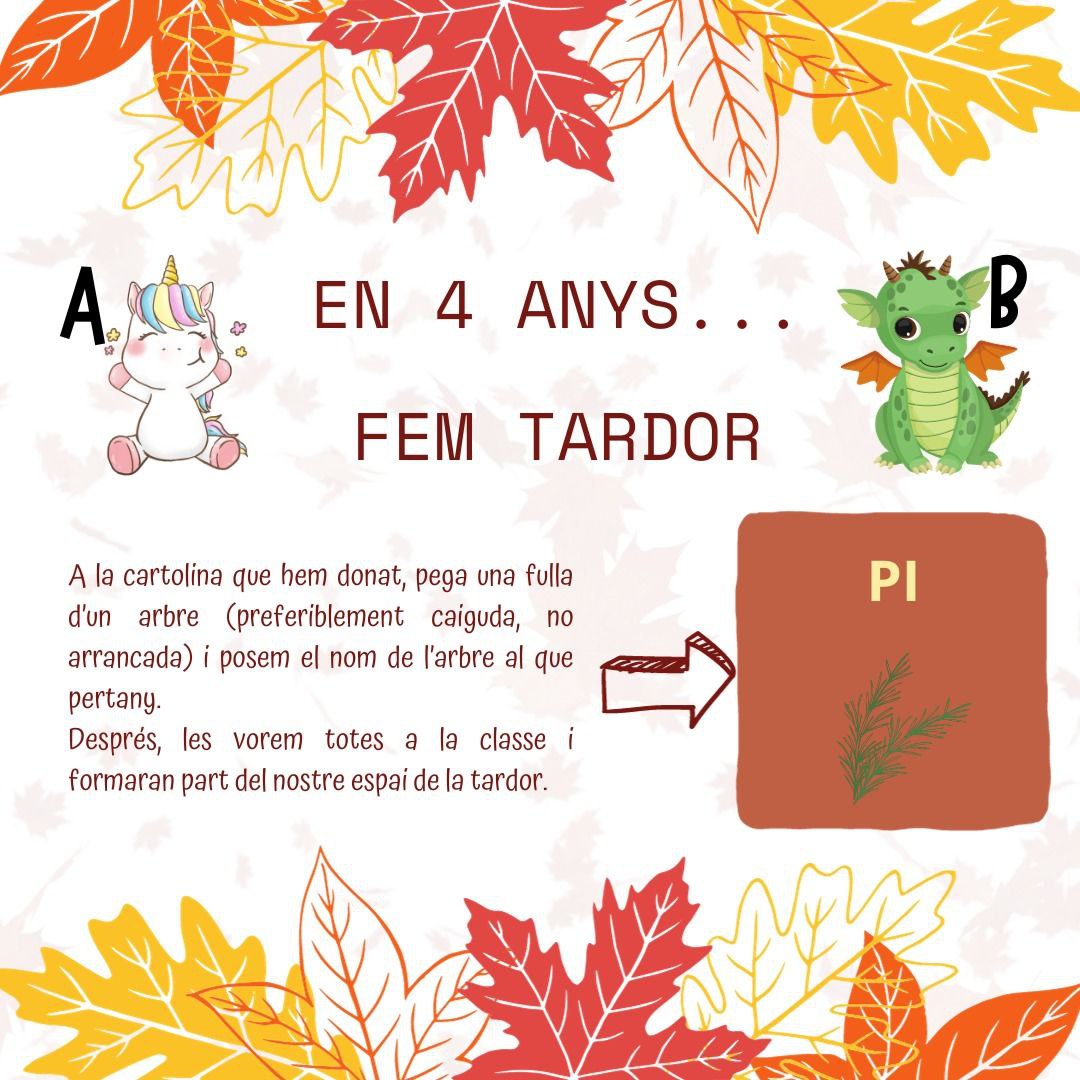 A
EN 4 ANYS...
B
FEM TARDOR
A la cartolina que hem donat, pega una fulla
d'un arbre (preferiblement caiguda, no
arrancada) i posem el nom de l'arbre al que
pertany.
Després, les vorem totes a la classe i
formaran part del nostre espai de la tardor.
PI